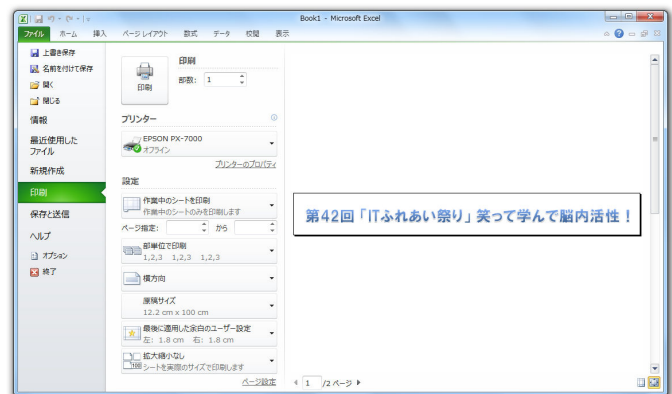 Book1 - Microsoft Excel
ファイル ホーム 挿入 ページ レイアウト 数式 データ 校閲 表示
上書き保存
名前を付けて保存
開く
閉じる
情報
最近使用した
ファイル
新規作成
印刷
保存と送信
ヘルプ
オプション
終了
印刷
印刷
部数: 1
プリンター
EPSON PX-7000
オフライン
プリンターのプロパティ
設定
作業中のシートを印刷
作業中のシートのみを印刷します
ページ指定: から
部単位で印刷
1,2,3 1,2,3 1,2,3
横方向
原稿サイズ
12.2 cm x 100 cm
最後に適用した余白のユーザー設定
左: 1.8 cm 右: 1.8 cm
拡大縮小なし
シートを実際のサイズで印刷します
ページ設定
第42回「ITふれあい祭り」笑って学んで脳内活性！
1 /2 ページ